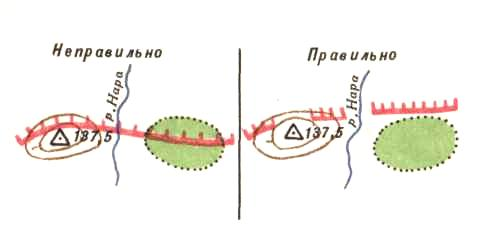 Неправильно
р. Нара
137,5
Правильно
р. Нара
137,5